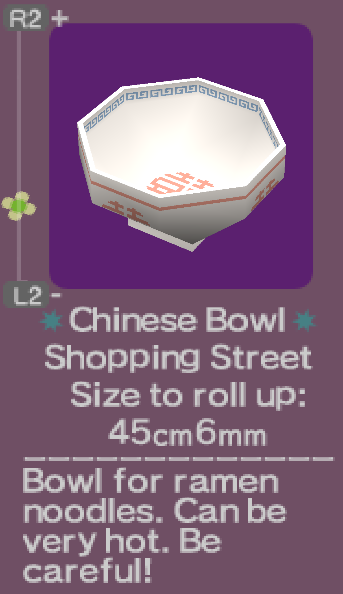 R2 +
L2 -
Chinese Bowl
Shopping Street
Size to roll up:
45cm6mm
Bowl for ramen
noodles. Can be
very hot. Be
careful!